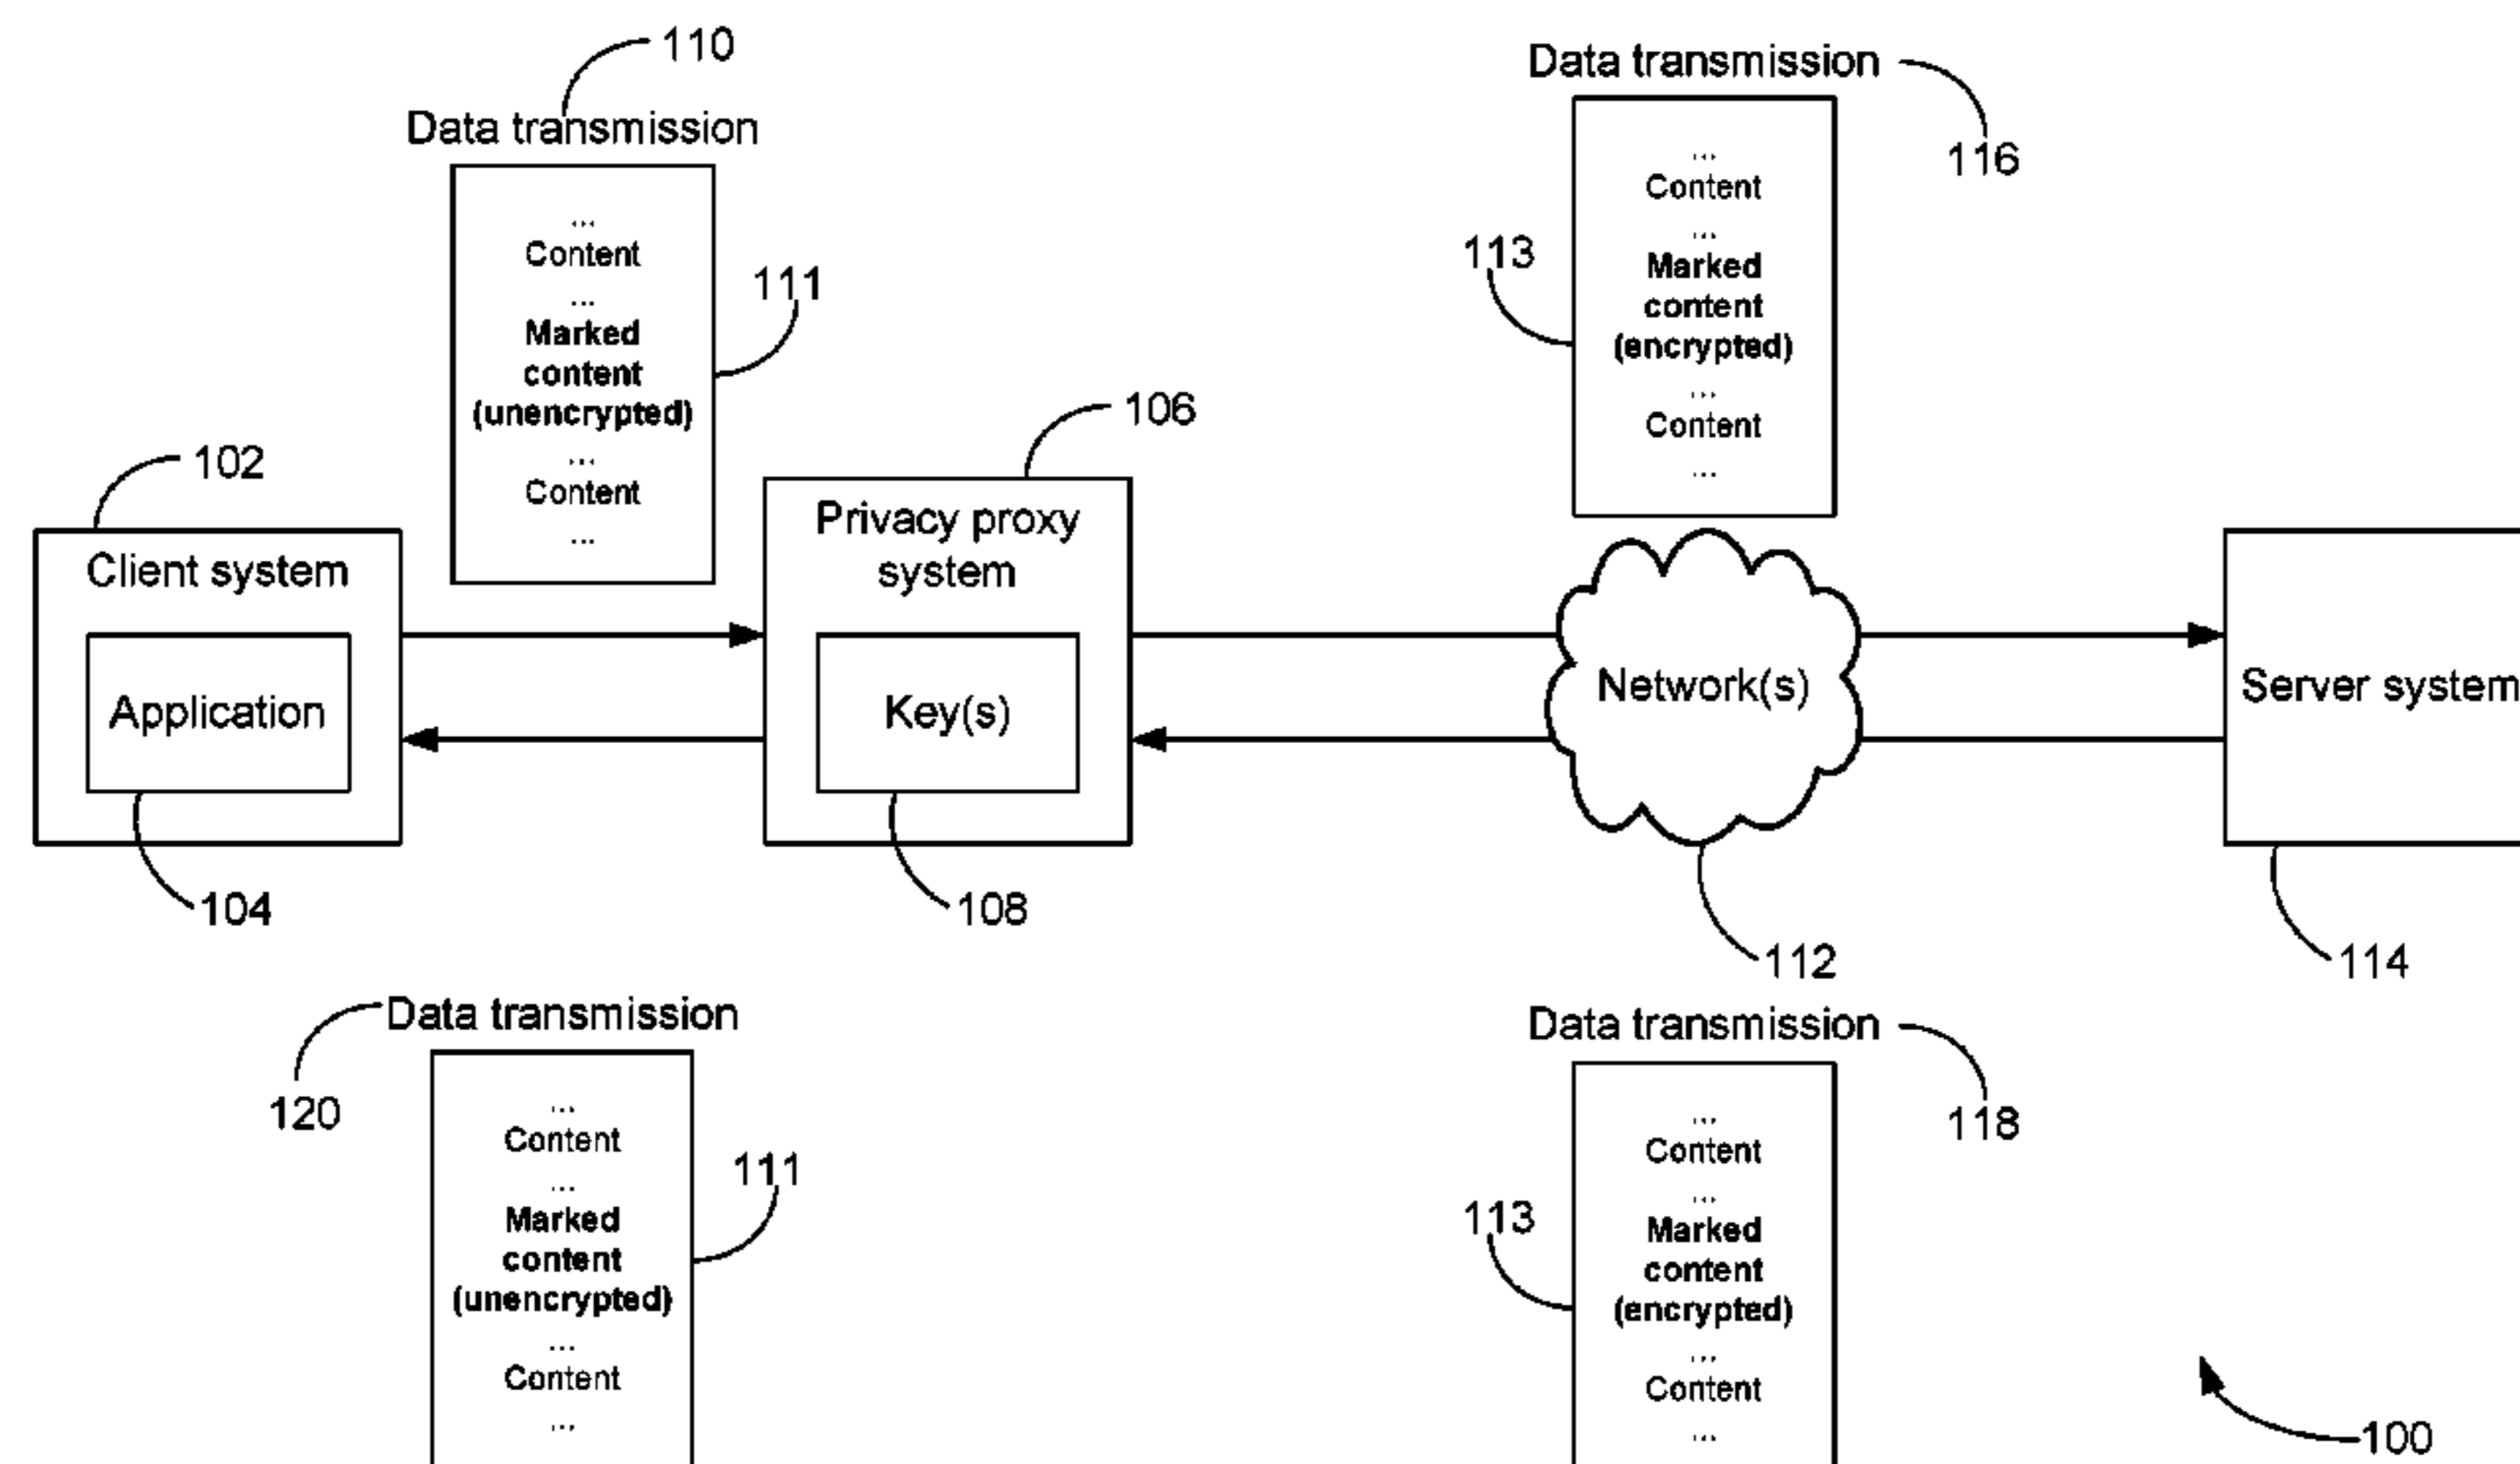 110
Data transmission
...
Content
...
Marked
content
(unencrypted)
...
Content
...
111
Data transmission
116
...
Content
...
Marked
content
(encrypted)
...
Content
...
113
102
Client system
Application
104
106
Privacy proxy
system
Key(s)
108
Network(s)
112
Server system
114
Data transmission
120
...
Content
...
Marked
content
(unencrypted)
...
Content
...
111
Data transmission
118
...
Content
...
Marked
content
(encrypted)
...
Content
...
113
100